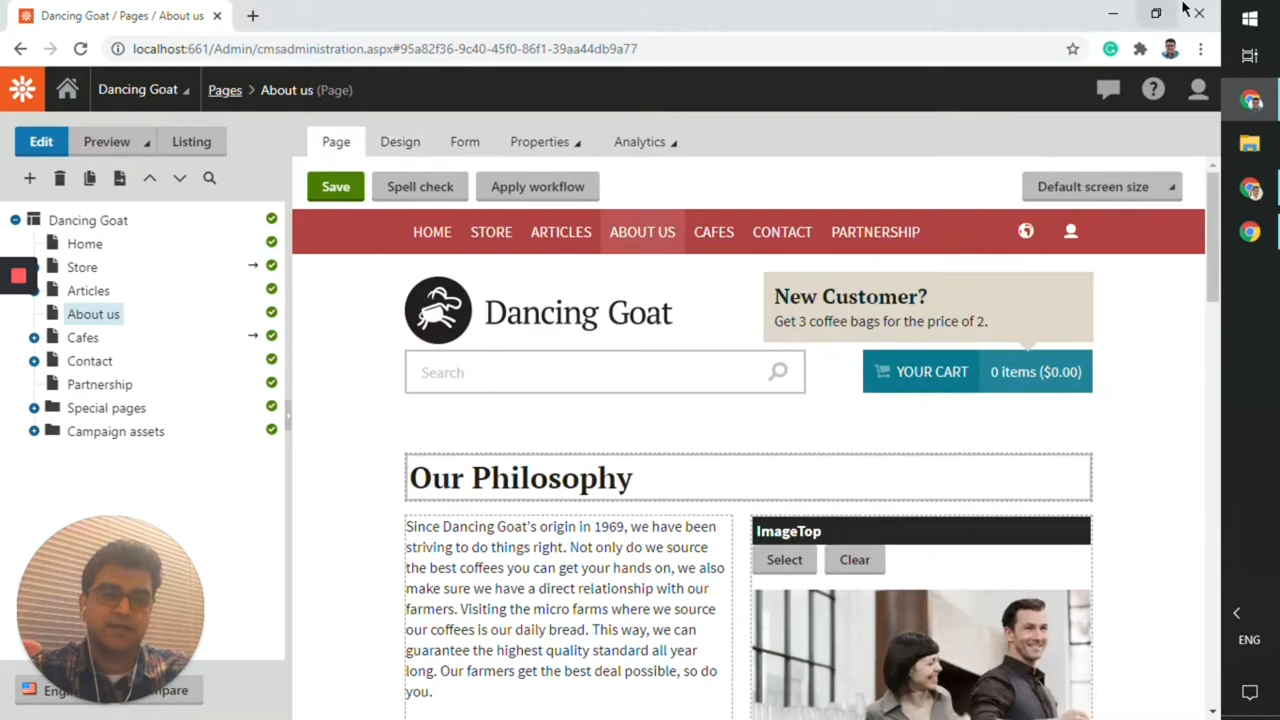 Dancing Goat / Pages / About us
localhost:661/Admin/cmsadministration.aspx#95a82f36-9c40-45f0-86f1-39aa44db9a77
Dancing Goat
Pages > About us (Page)
Edit Preview Listing
Page Design Form Properties Analytics
Save Spell check Apply workflow Default screen size
Dancing Goat
Home
Store
Articles
About us
Cafes
Contact
Partnership
Special pages
Campaign assets
HOME STORE ARTICLES ABOUT US CAFES CONTACT PARTNERSHIP
Dancing Goat
New Customer?
Get 3 coffee bags for the price of 2.
Search
YOUR CART 0 items ($0.00)
Our Philosophy
Since Dancing Goat's origin in 1969, we have been
striving to do things right. Not only do we source
the best coffees you can get your hands on, we also
make sure we have a direct relationship with our
farmers. Visiting the micro farms where we source
our coffees is our daily bread. This way, we can
guarantee the highest quality standard all year
long. Our farmers get the best deal possible, so do
you.
ImageTop
Select Clear
ENG